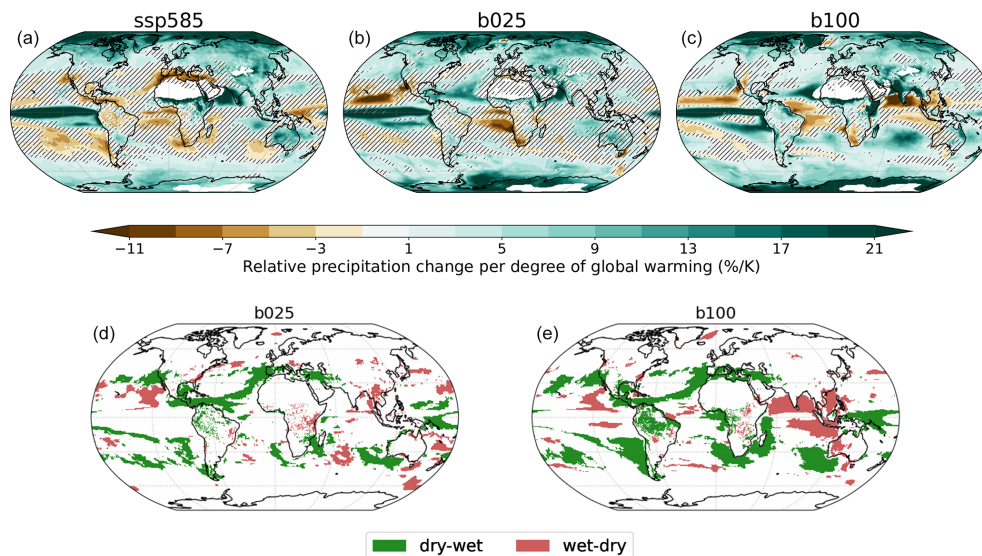 ssp585
b025
b100
(a)
(b)
(c)
−11 −7 −3 1 5 9 13 17 21
Relative precipitation change per degree of global warming (%/K)
b025
b100
(d)
(e)
dry-wet wet-dry